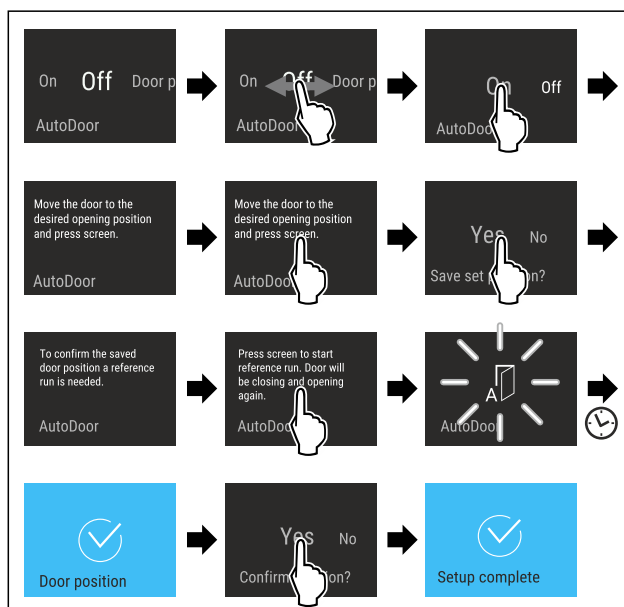 On Off Door p
AutoDoor
On Off Door p
AutoDoor
On Off
AutoDoo
Move the door to the
desired opening position
and press screen.
AutoDoor
Move the door to the
desired opening position
and press screen.
AutoDoor
Yes No
Save set p on?
To confirm the saved
door position a reference
run is needed.
AutoDoor
Press screen to start
reference run. Door will
be closing and opening
again.
AutoDoo
A
AutoDoor
Door position
Yes No
Confirm on?
Setup complete